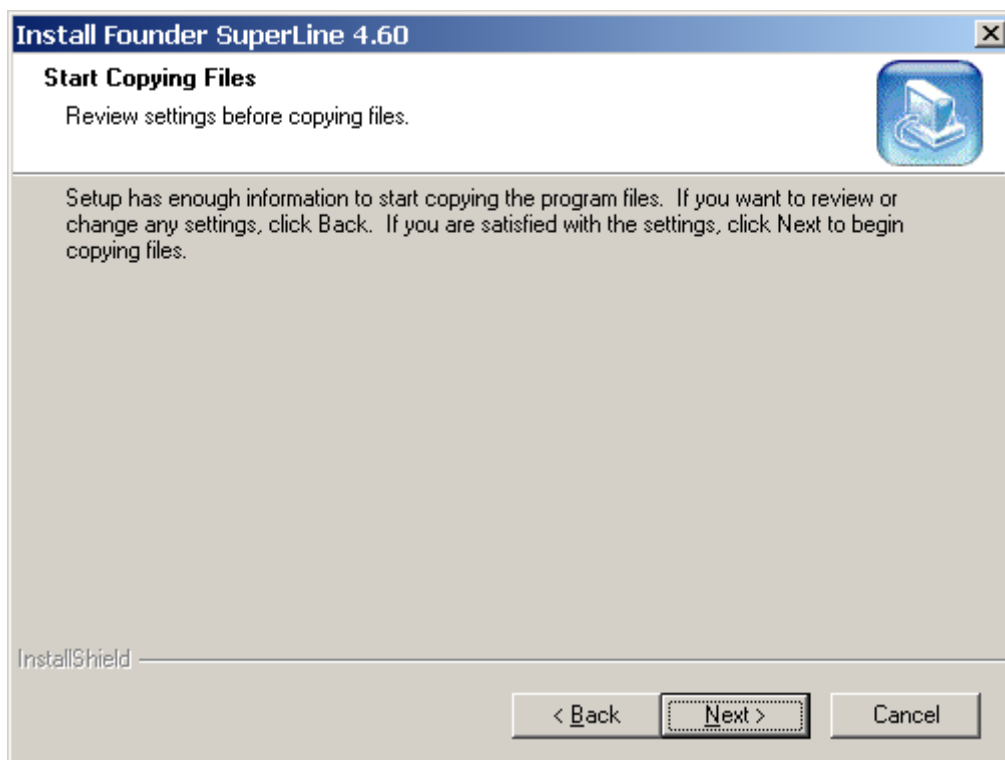 Install Founder SuperLine 4.60
Start Copying Files
Review settings before copying files.
Setup has enough information to start copying the program files.  If you want to review or
change any settings, click Back.  If you are satisfied with the settings, click Next to begin
copying files.
InstallShield
< Back
Next >
Cancel